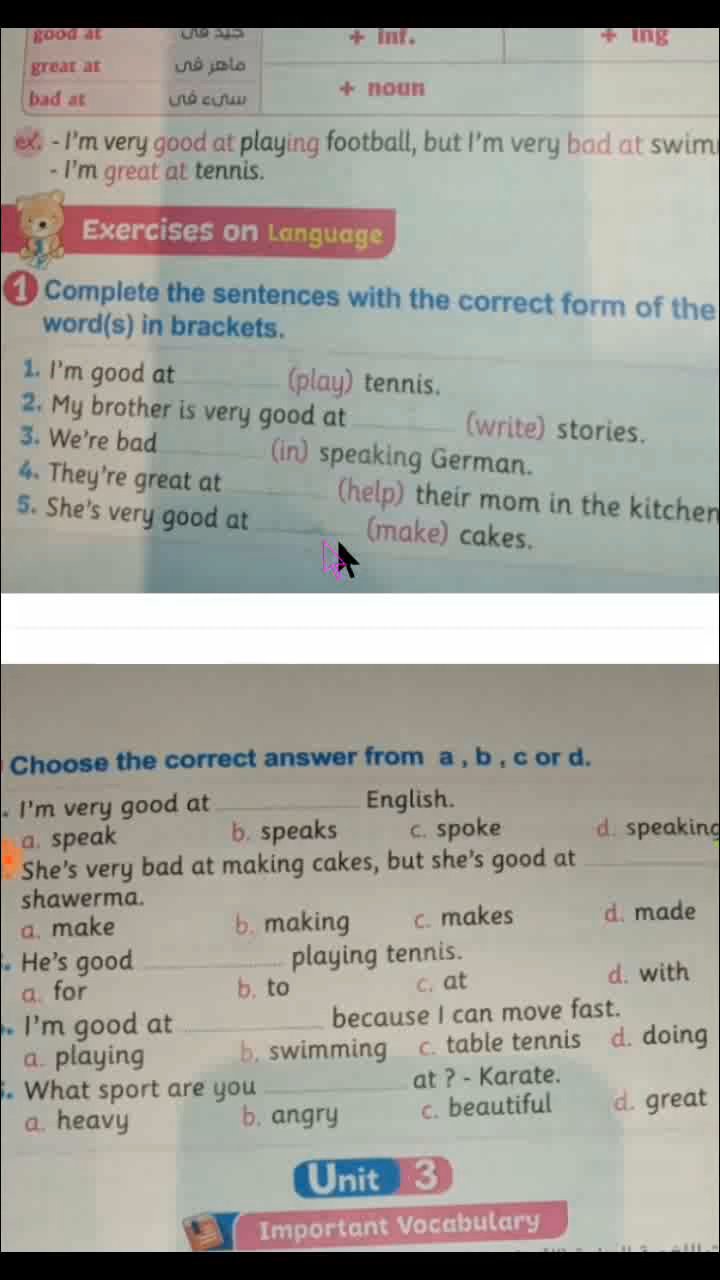 good at جيد فى + inf. + ing
great at ماهر فى
bad at سىء فى + noun
ex. - I'm very good at playing football, but I'm very bad at swim
- I'm great at tennis.
Exercises on Language
1 Complete the sentences with the correct form of the
word(s) in brackets.
1. I'm good at (play) tennis.
2. My brother is very good at (write) stories.
3. We're bad (in) speaking German.
4. They're great at (help) their mom in the kitchen
5. She's very good at (make) cakes.
Choose the correct answer from a , b , c or d.
. I'm very good at English.
a. speak b. speaks c. spoke d. speaking
She's very bad at making cakes, but she's good at
shawerma.
a. make b. making c. makes d. made
. He's good playing tennis.
a. for b. to c. at d. with
. I'm good at because I can move fast.
a. playing b. swimming c. table tennis d. doing
. What sport are you at ? - Karate.
a. heavy b. angry c. beautiful d. great
Unit 3
Important Vocabulary